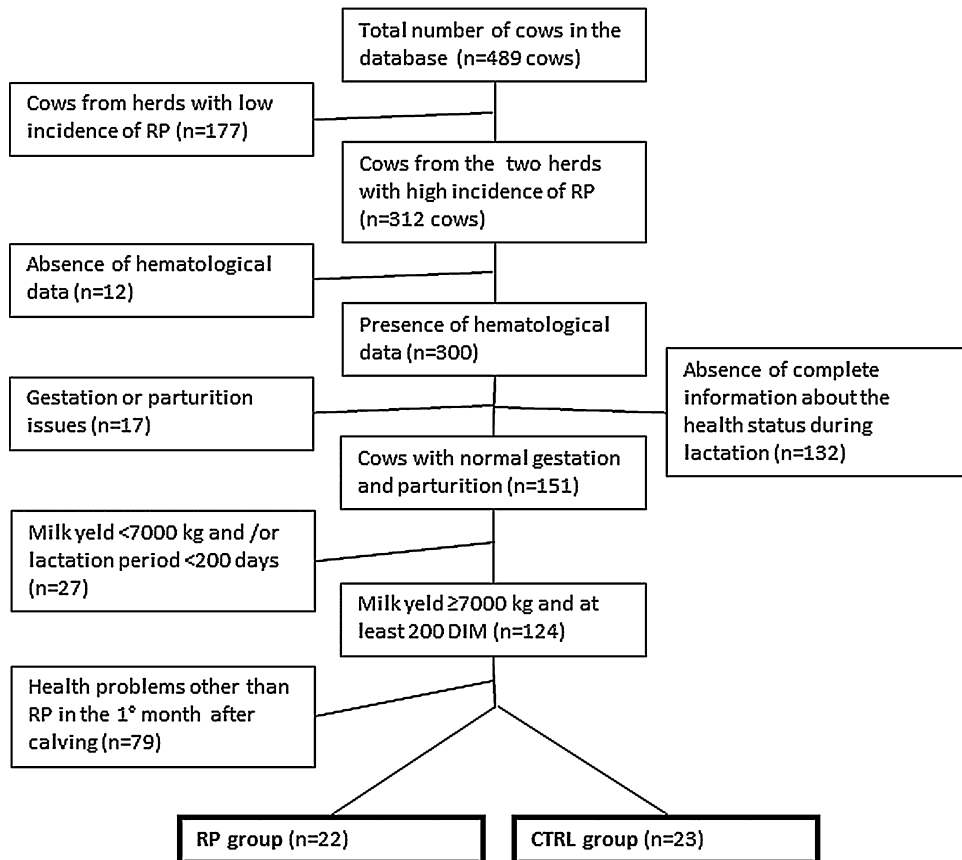 Total number of cows in the
database (n=489 cows)
Cows from herds with low
incidence of RP (n=177)
Cows from the two herds
with high incidence of RP
(n=312 cows)
Absence of hematological
data (n=12)
Presence of hematological
data (n=300)
Absence of complete
information about the
health status during
lactation (n=132)
Gestation or parturition
issues (n=17)
Cows with normal gestation
and parturition (n=151)
Milk yeld <7000 kg and /or
lactation period <200 days
(n=27)
Milk yeld ≥7000 kg and at
least 200 DIM (n=124)
Health problems other than
RP in the 1° month after
calving (n=79)
RP group (n=22)
CTRL group (n=23)